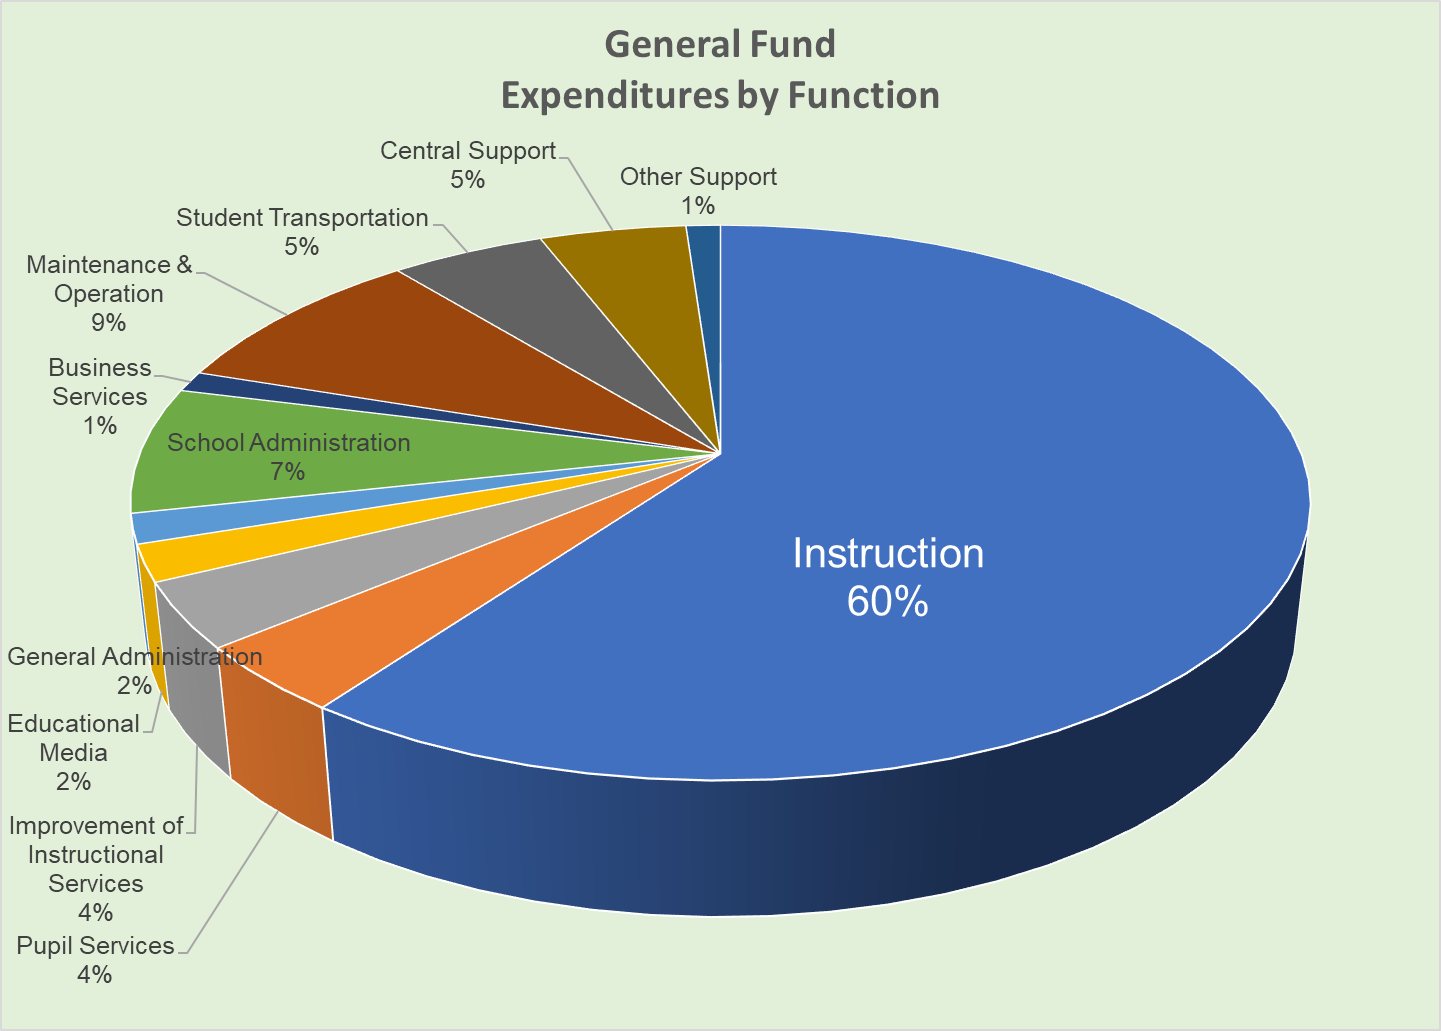 General Fund
Expenditures by Function
Central Support
5%
Other Support
1%
Student Transportation
5%
Maintenance &
Operation
9%
Business
Services
1%
School Administration
7%
Instruction
60%
General Administration
2%
Educational
Media
2%
Improvement of
Instructional
Services
4%
Pupil Services
4%